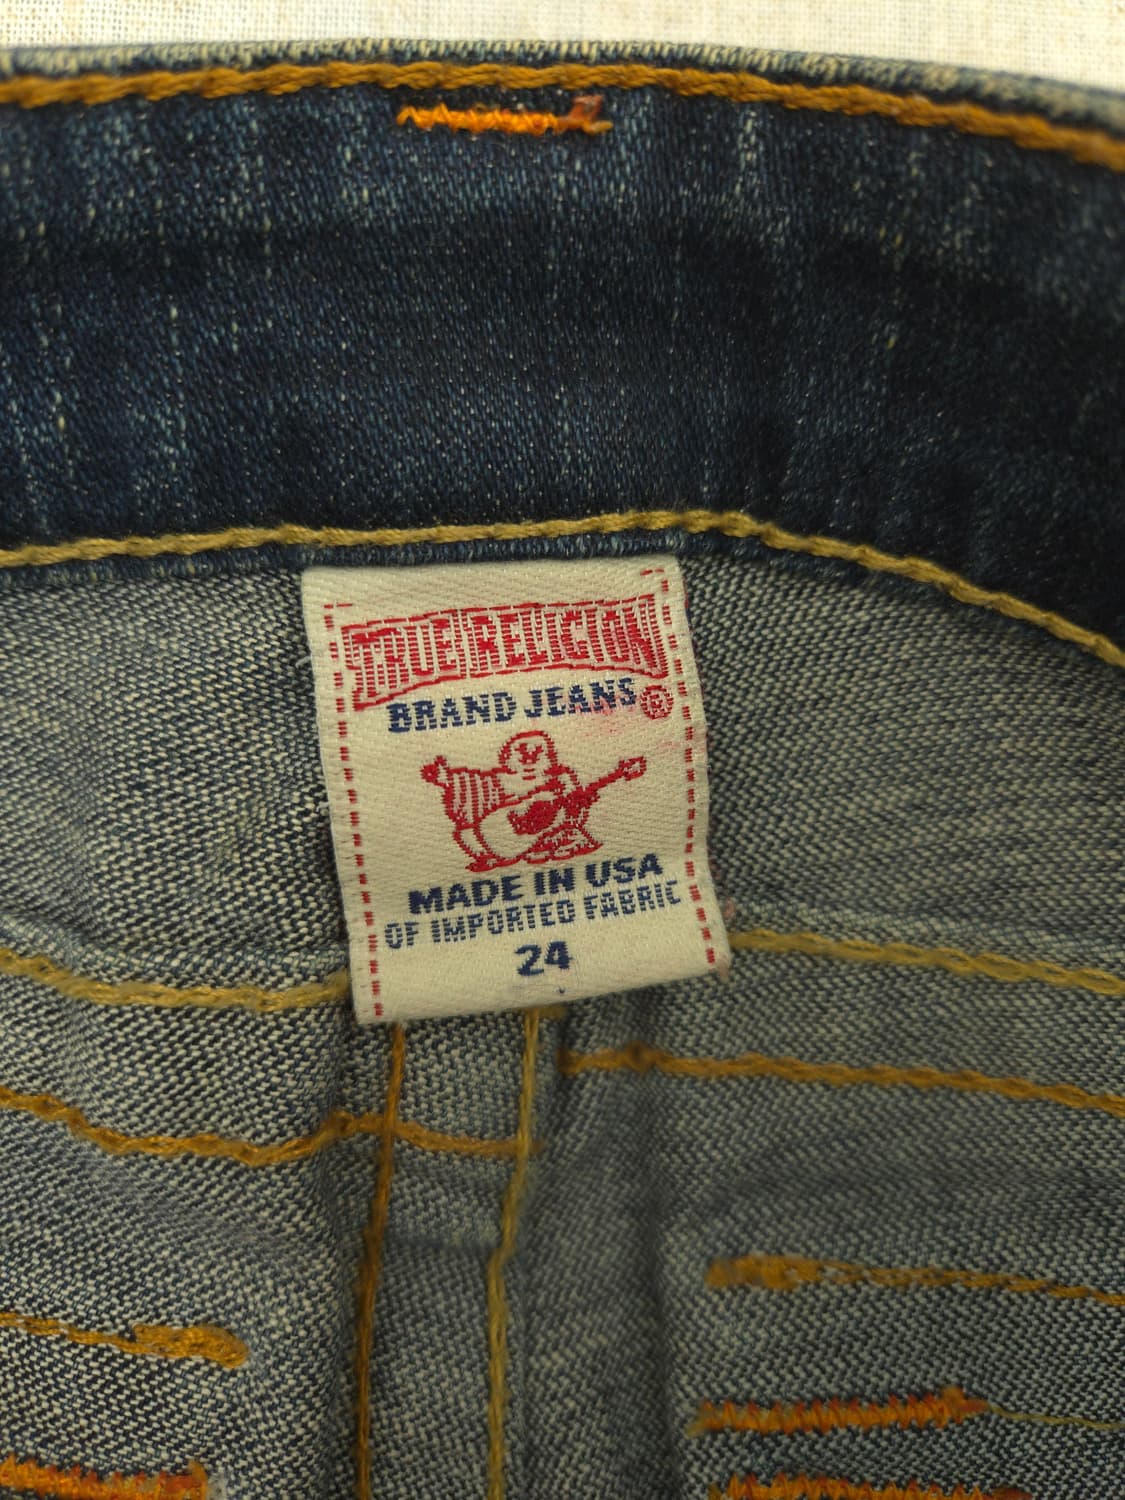 TRUE RELIGION
BRAND JEANS ®
MADE IN USA
OF IMPORTED FABRIC
24